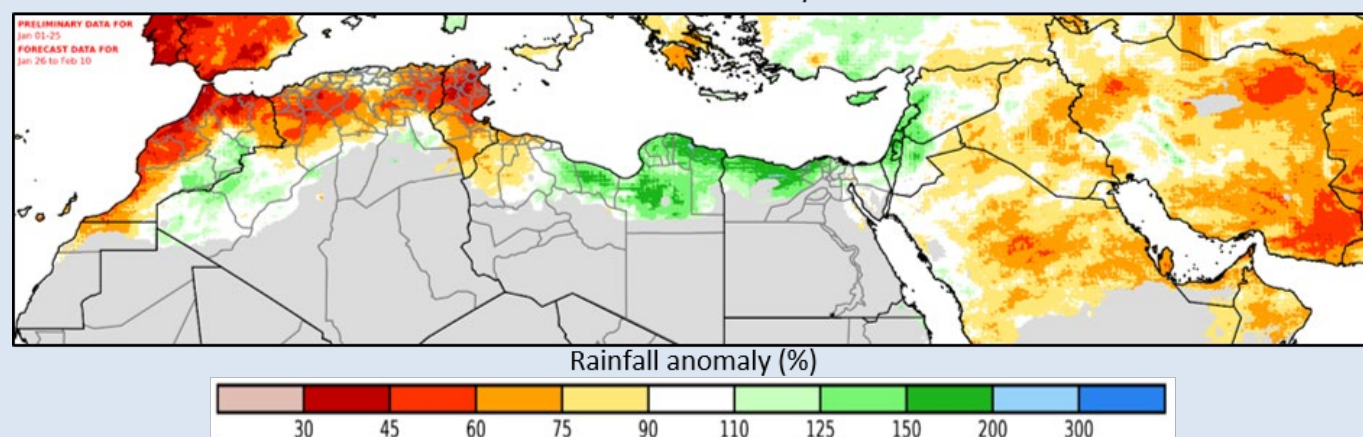 PRELIMINARY DATA FOR
Jan 01-25
FORECAST DATA FOR
Jan 26 to Feb 10
Rainfall anomaly (%)
30 45 60 75 90 110 125 150 200 300